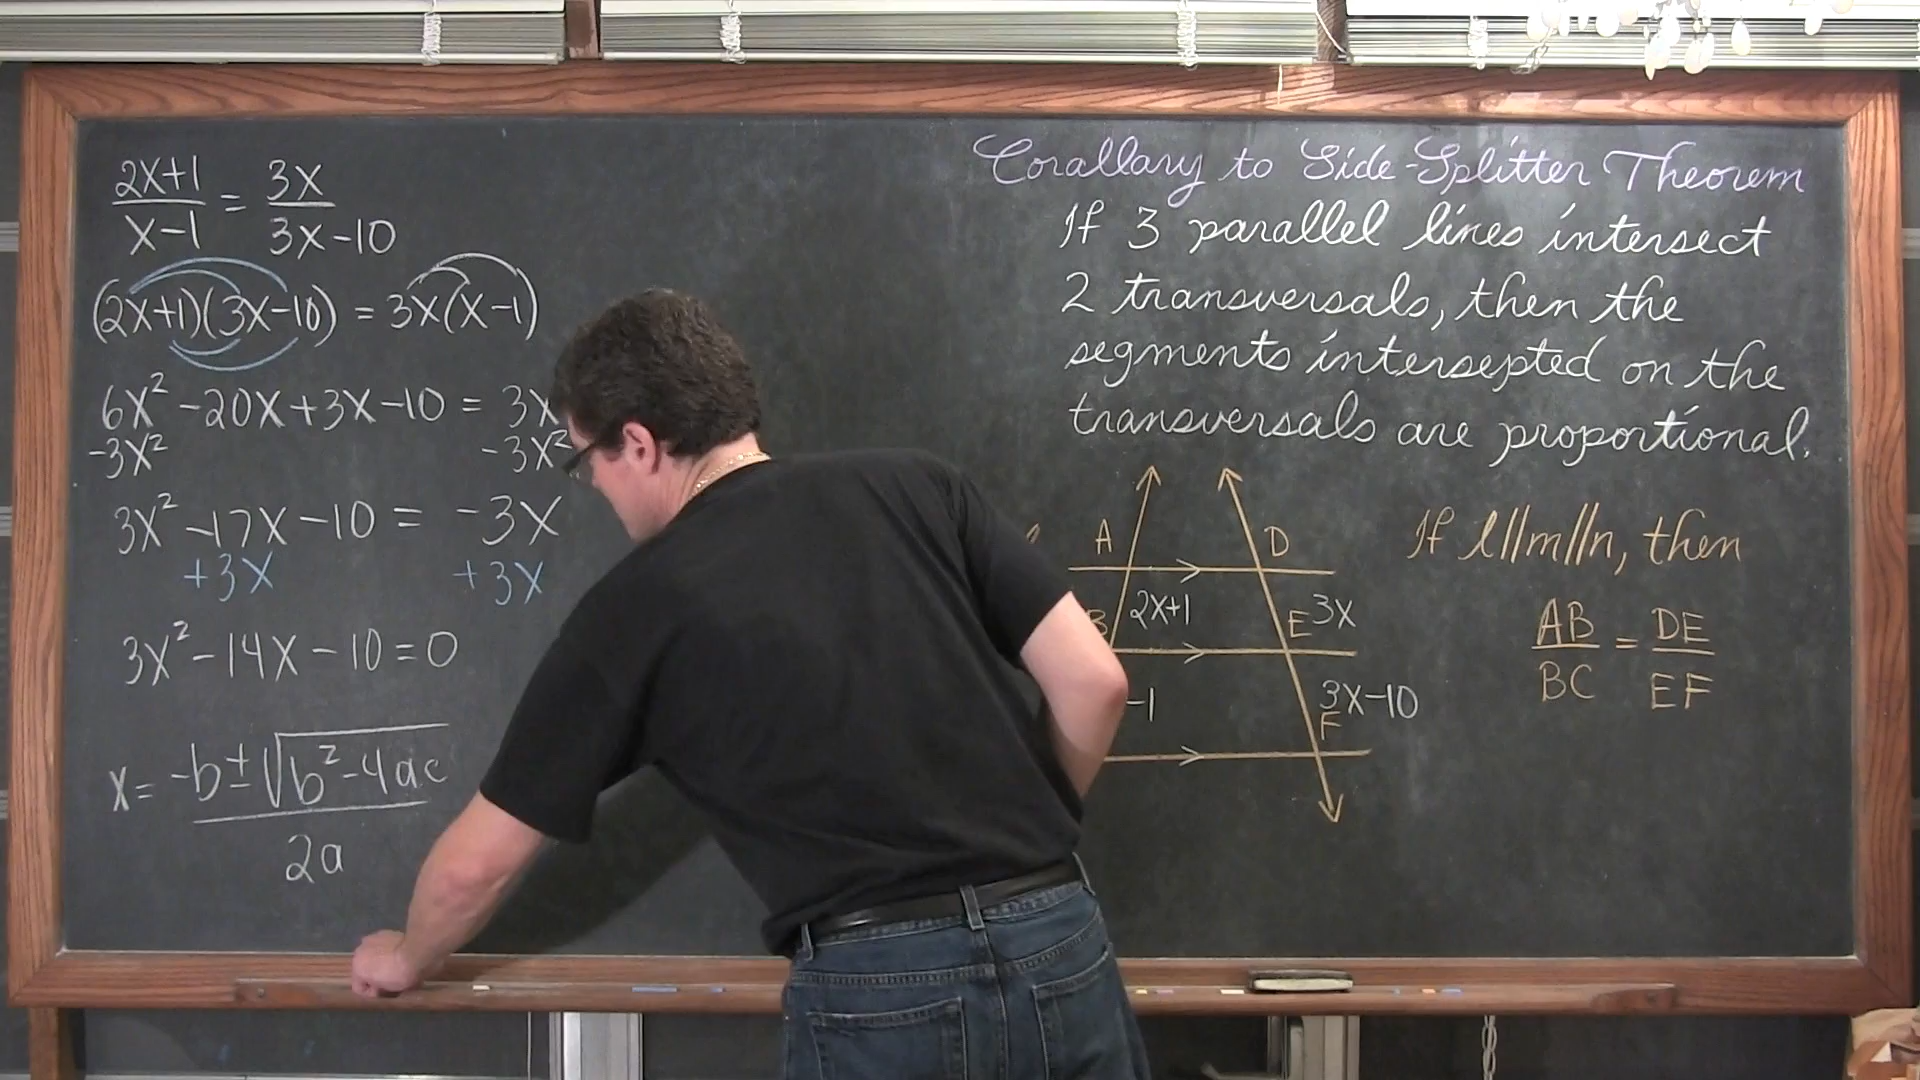 2x+1 / x-1 = 3x / 3x-10
(2x+1)(3x-10) = 3x(x-1)
6x² -20x+3x-10 = 3x
-3x² -3x²
3x² -17x-10 = -3x
+3x +3x
3x²-14x-10=0
x = -b±√b²-4ac / 2a
Corallary to Side-Splitter Theorem
If 3 parallel lines intersect
2 transversals, then the
segments intersepted on the
transversals are proportional.
A D
B 2x+1 E 3x
-1 3x-10
F
If l//m//n, then
AB / BC = DE / EF